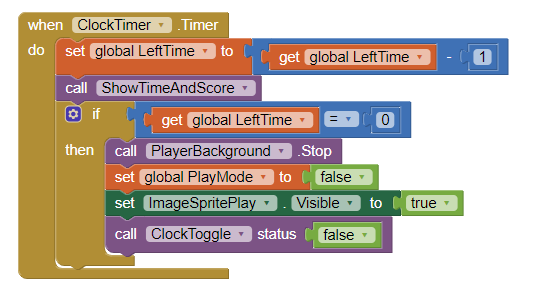 when ClockTimer .Timer
do set global LeftTime to get global LeftTime - 1
call ShowTimeAndScore
if get global LeftTime = 0
then call PlayerBackground .Stop
set global PlayMode to false
set ImageSpritePlay . Visible to true
call ClockToggle status false